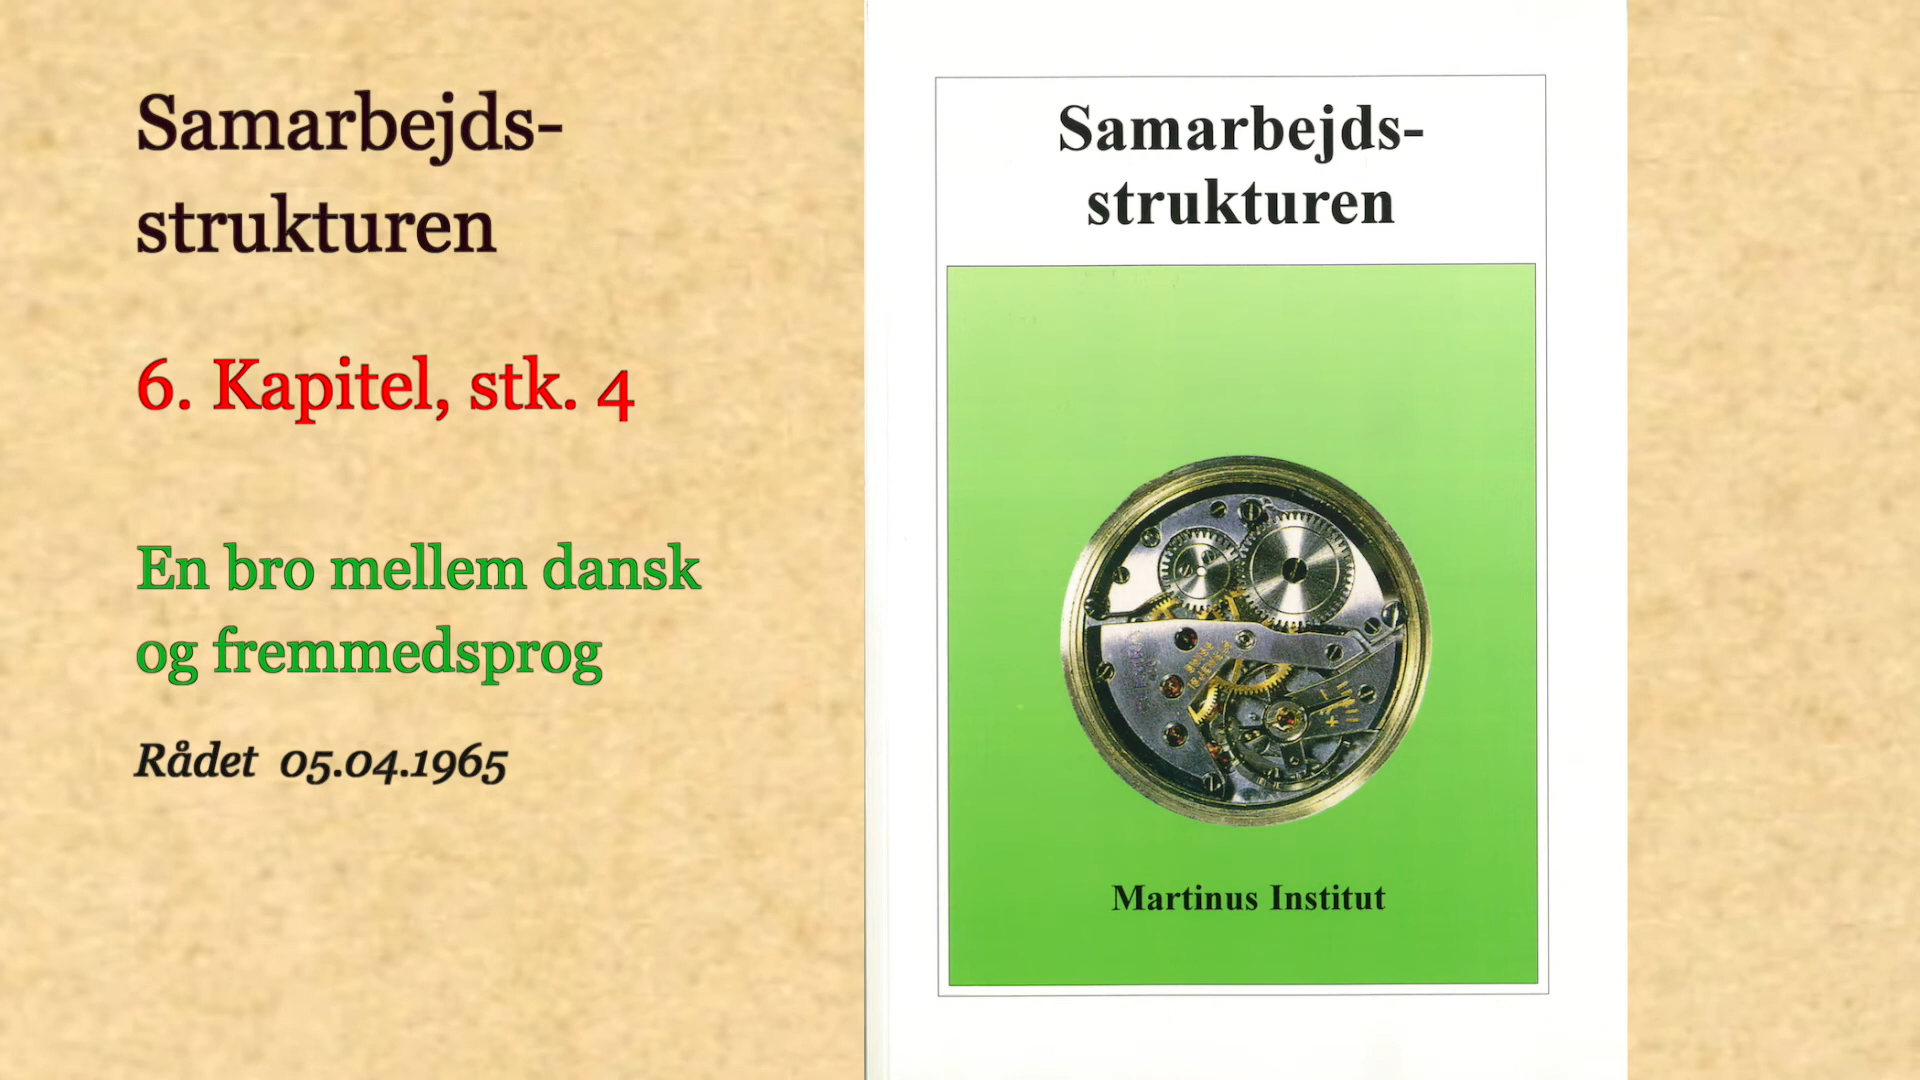 Samarbejds-
strukturen
6. Kapitel, stk. 4
En bro mellem dansk
og fremmedsprog
Rådet 05.04.1965
Samarbejds-
strukturen
Martinus Institut